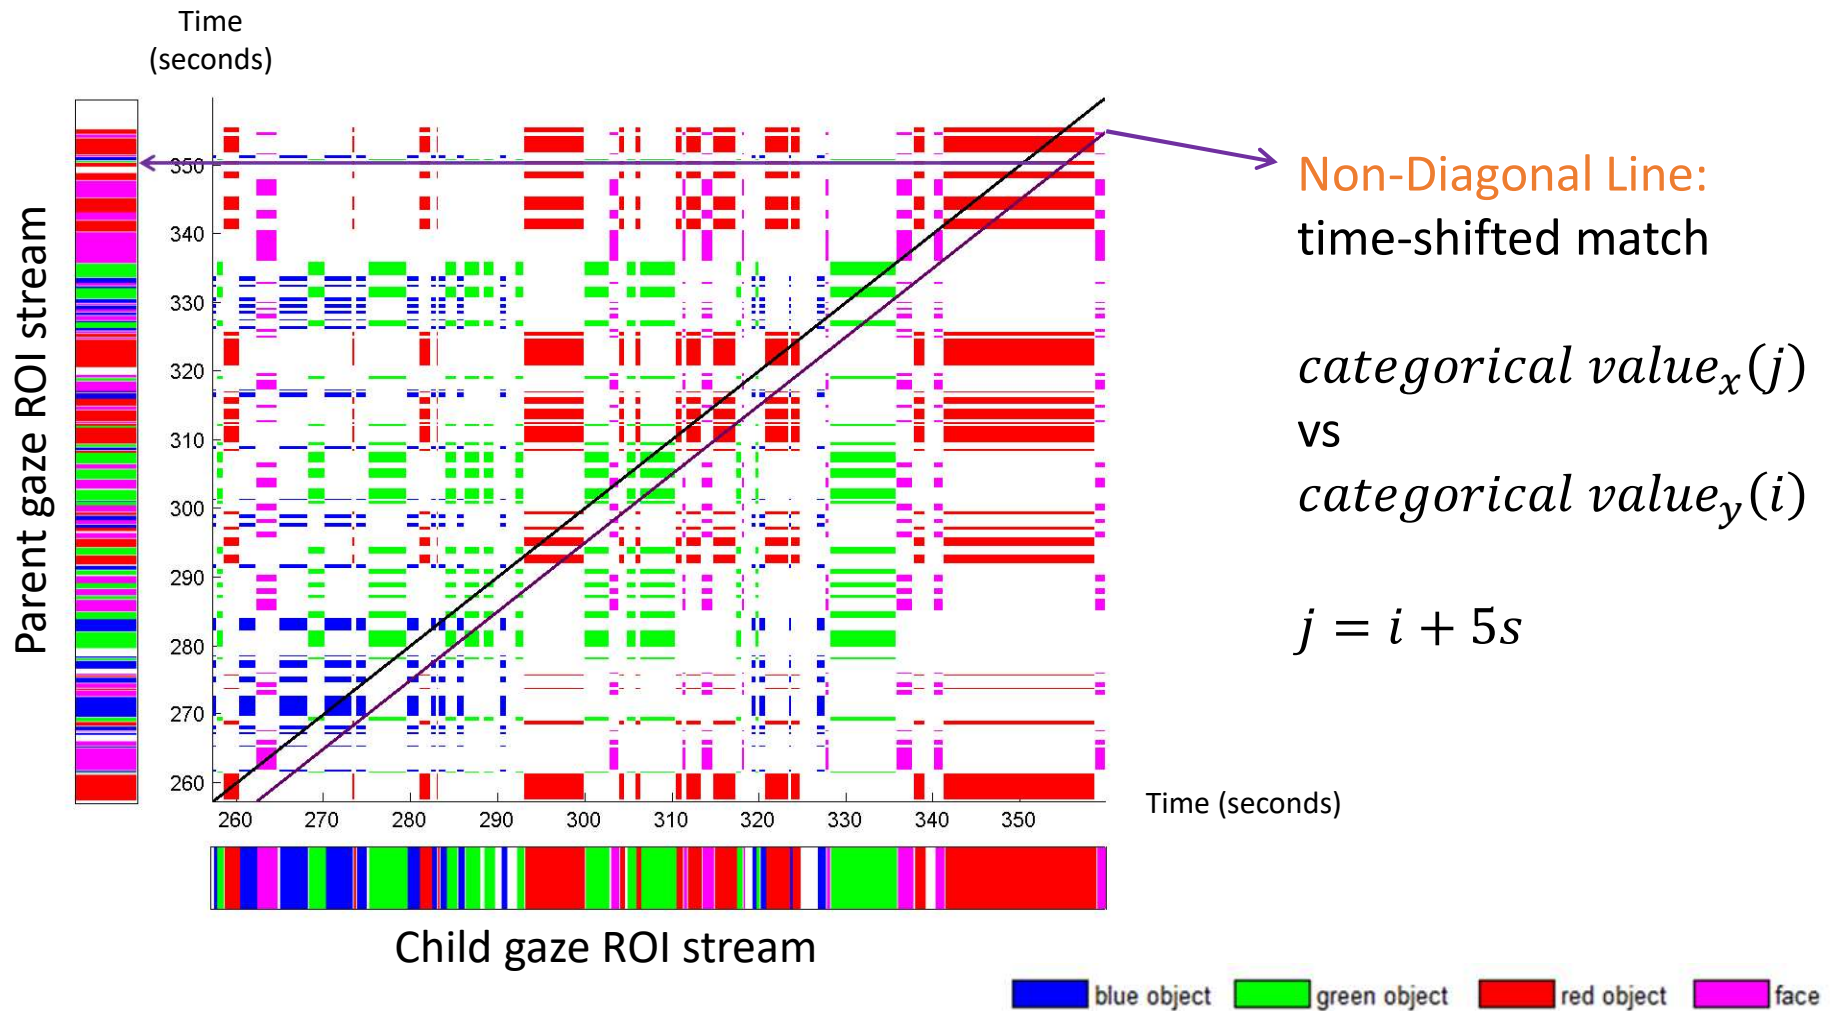 Time
(seconds)
Parent gaze ROI stream
350
340
330
320
310
300
290
280
270
260
260 270 280 290 300 310 320 330 340 350
Time (seconds)
Child gaze ROI stream
Non-Diagonal Line:
time-shifted match
categorical value_x(j)
vs
categorical value_y(i)
j = i + 5s
blue object green object red object face